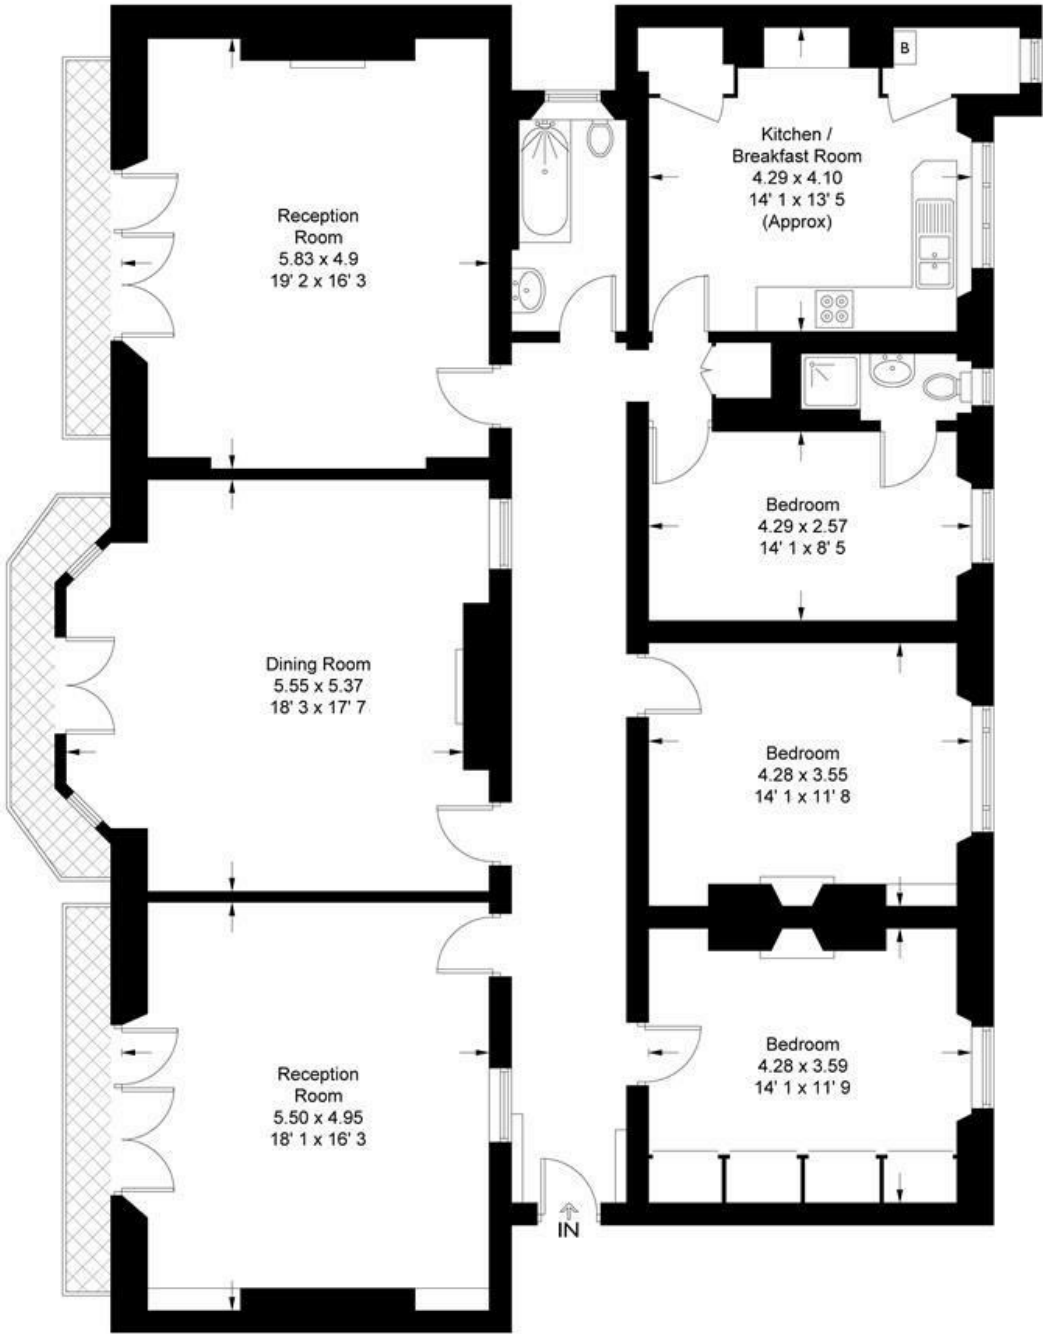 Reception
Room
5.83 x 4.9
19' 2 x 16' 3
B
Kitchen /
Breakfast Room
4.29 x 4.10
14' 1 x 13' 5
(Approx)
Bedroom
4.29 x 2.57
14' 1 x 8' 5
Dining Room
5.55 x 5.37
18' 3 x 17' 7
Bedroom
4.28 x 3.55
14' 1 x 11' 8
Reception
Room
5.50 x 4.95
18' 1 x 16' 3
Bedroom
4.28 x 3.59
14' 1 x 11' 9
IN